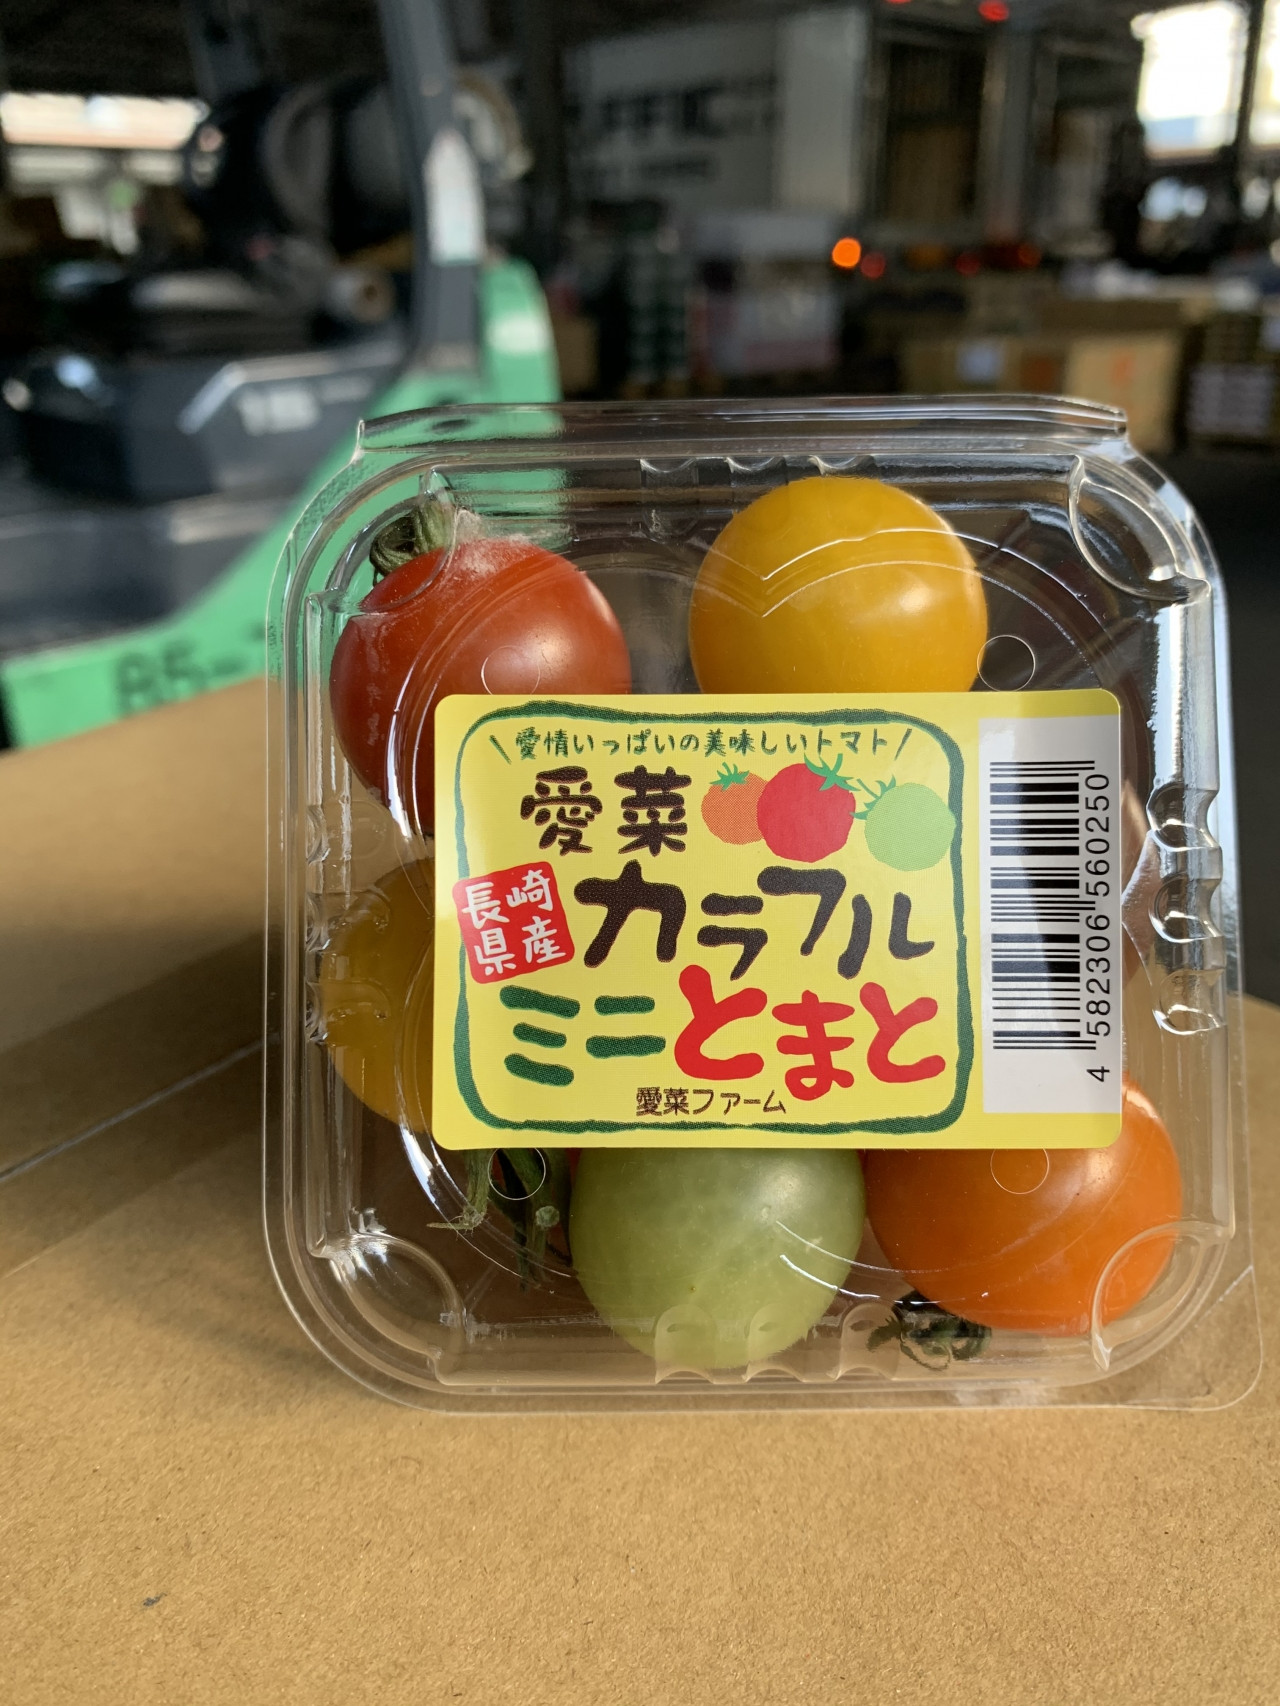 \愛情いっぱいの美味しいトマト/
愛菜
長崎
県産
カラフル
ミニとまと
愛菜ファーム
4 582306 560250
15
85-